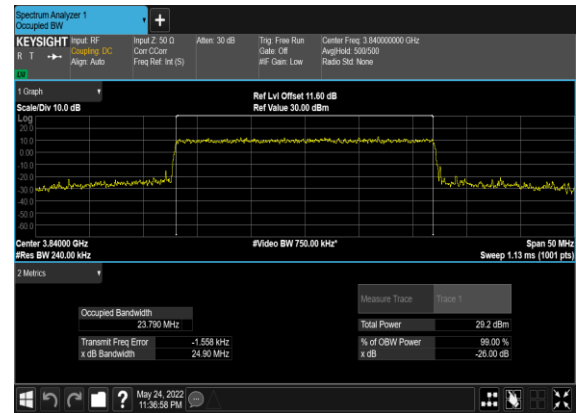 Spectrum Analyzer 1
Occupied BW
+
KEYSIGHT Input: RF Input Z: 50 Ω Atten: 30 dB Trig: Free Run Center Freq: 3.840000000 GHz
R T Coupling: DC Corr CCorr Gate: Off Avg|Hold: 500/500
Align: Auto Freq Ref: Int (S) #IF Gain: Low Radio Std: None
LXI
1 Graph Ref Lvl Offset 11.60 dB
Scale/Div 10.0 dB Ref Value 30.00 dBm
Log
20.0
10.0
0.00
-10.0
-20.0
-30.0
-40.0
-50.0
-60.0
Center 3.84000 GHz #Video BW 750.00 kHz* Span 50 MHz
#Res BW 240.00 kHz Sweep 1.13 ms (1001 pts)
2 Metrics
Measure Trace Trace 1
Occupied Bandwidth
23.790 MHz Total Power 29.2 dBm
Transmit Freq Error -1.558 kHz % of OBW Power 99.00 %
x dB Bandwidth 24.90 MHz x dB -26.00 dB
? May 24, 2022
11:36:58 PM